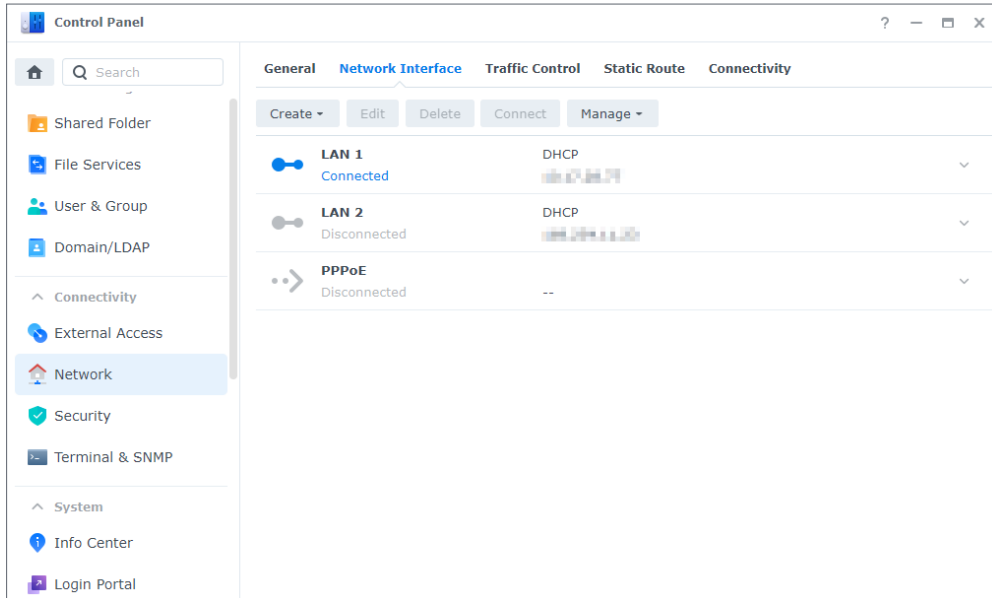 Control Panel
Search
General Network Interface Traffic Control Static Route Connectivity
Create Edit Delete Connect Manage
Shared Folder
File Services
User & Group
Domain/LDAP
Connectivity
External Access
Network
Security
Terminal & SNMP
System
Info Center
Login Portal
LAN 1 DHCP
Connected
LAN 2 DHCP
Disconnected
PPPoE
Disconnected --